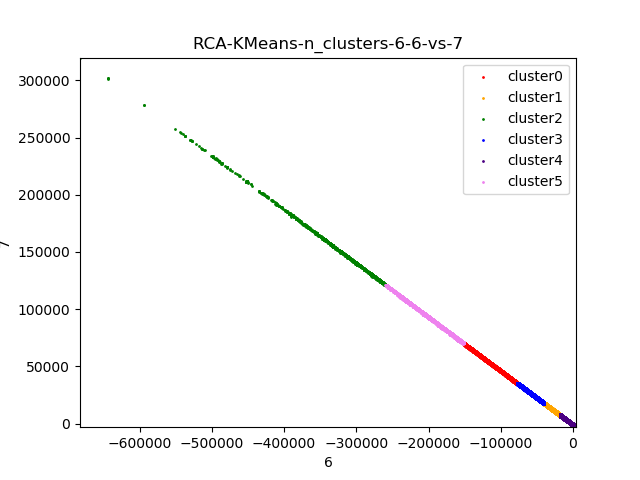 RCA-KMeans-n_clusters-6-6-vs-7
300000
250000
200000
150000
100000
50000
0
7
−600000 −500000 −400000 −300000 −200000 −100000 0
6
cluster0
cluster1
cluster2
cluster3
cluster4
cluster5